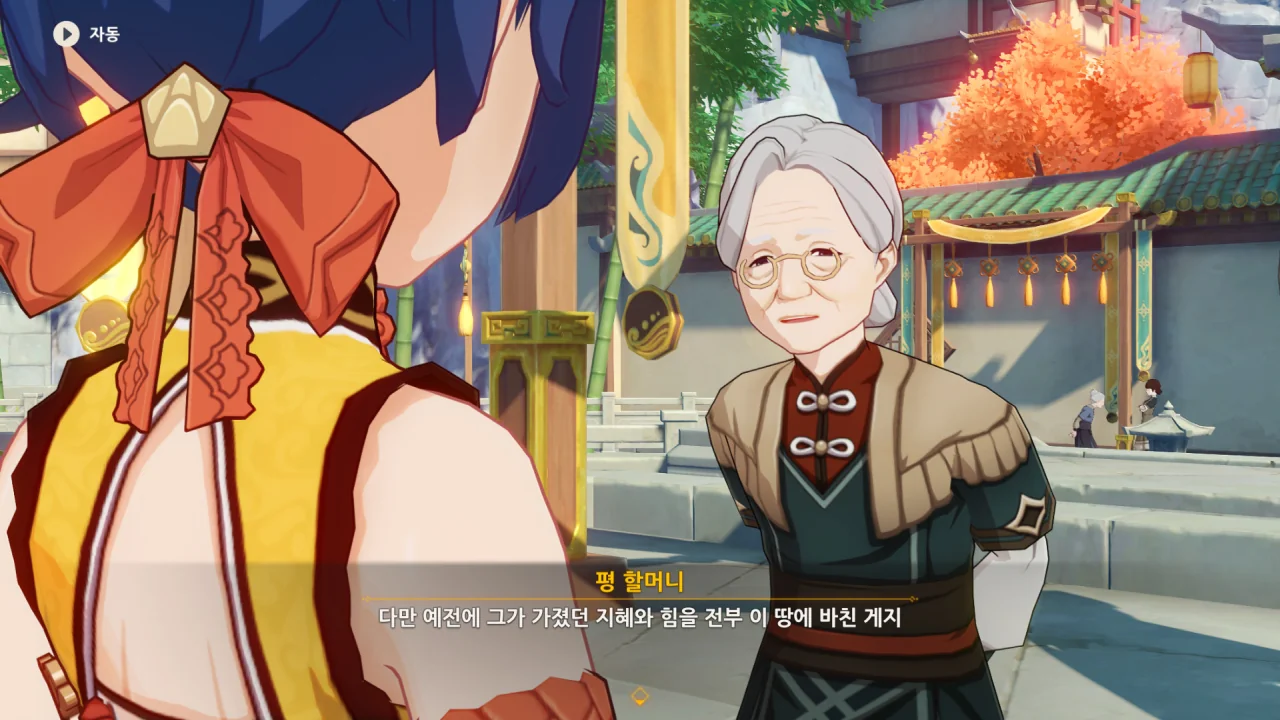 자동
평 할머니
다만 예전에 그가 가졌던 지혜와 힘을 전부 이 땅에 바친 게지